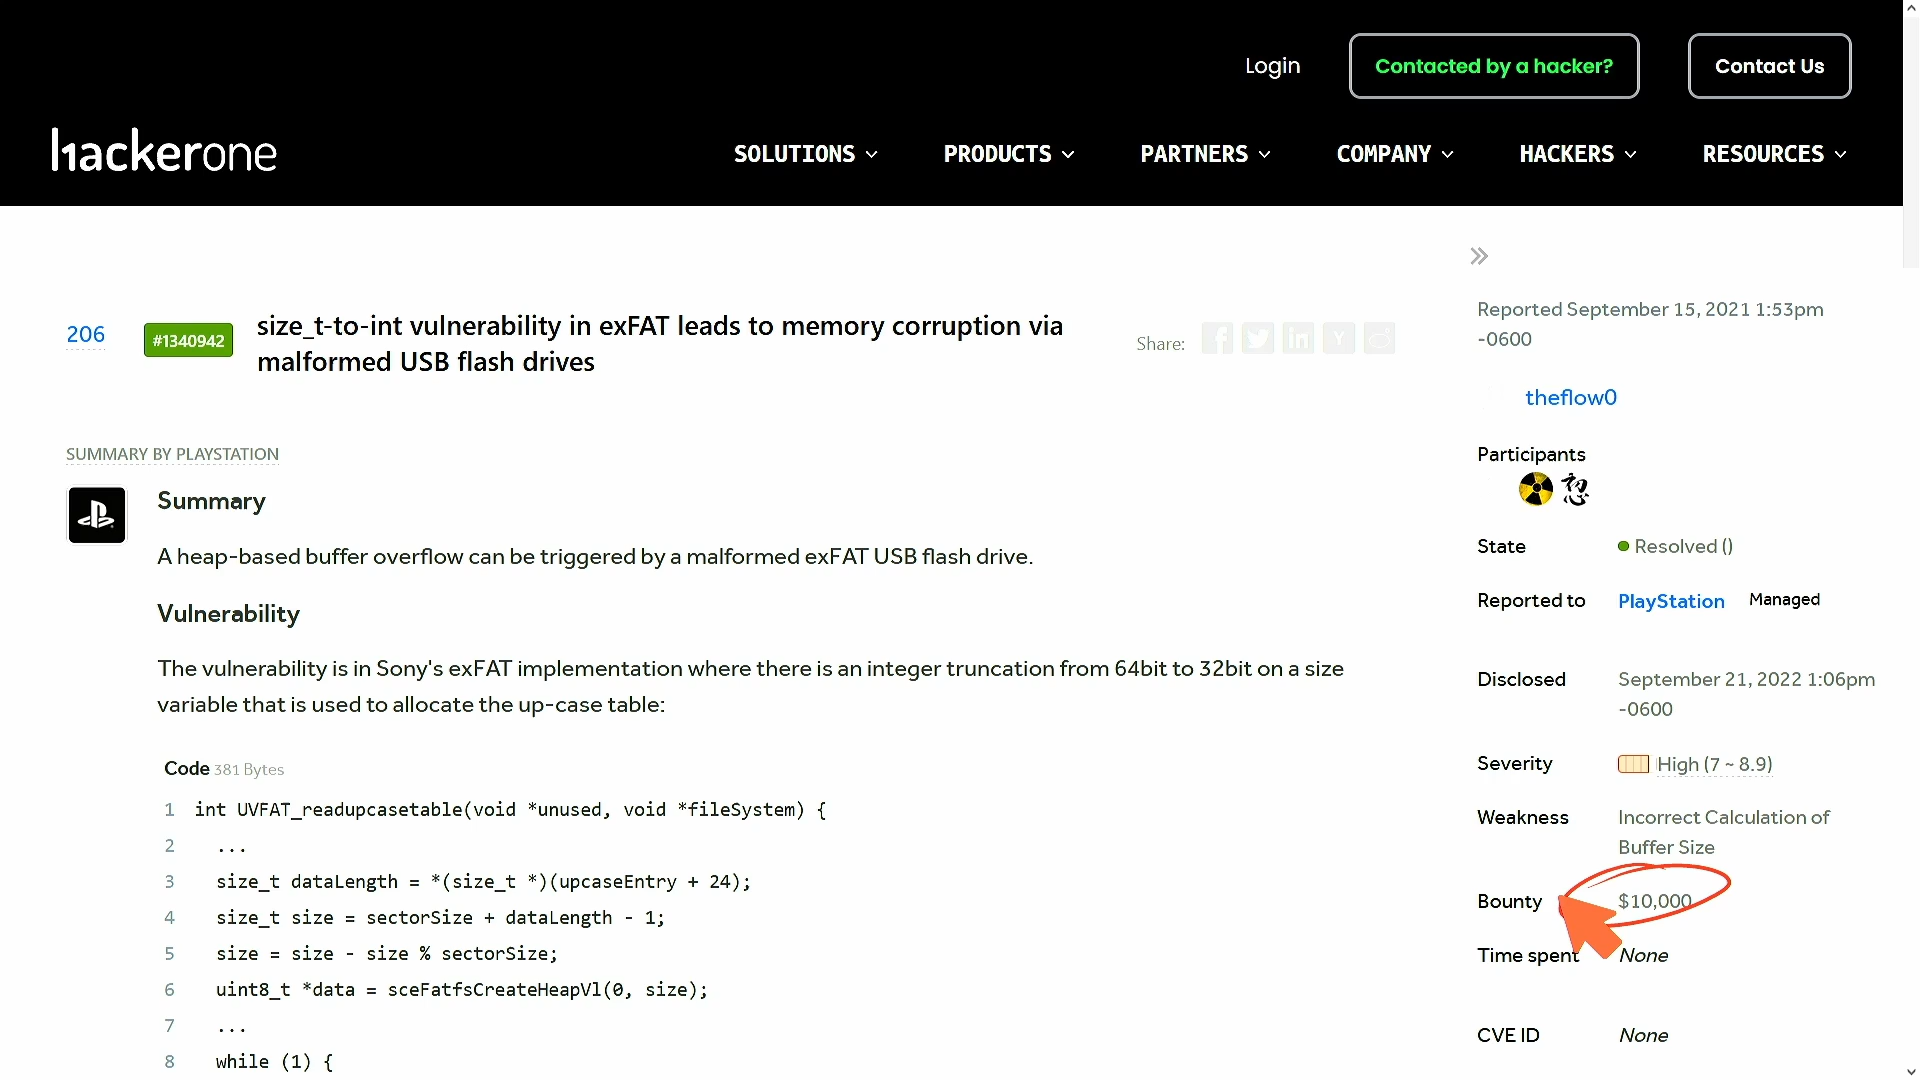 Login
Contacted by a hacker?
Contact Us
hackerone
SOLUTIONS
PRODUCTS
PARTNERS
COMPANY
HACKERS
RESOURCES
206
#1340942
size_t-to-int vulnerability in exFAT leads to memory corruption via
malformed USB flash drives
Share:
SUMMARY BY PLAYSTATION
Summary
A heap-based buffer overflow can be triggered by a malformed exFAT USB flash drive.
Vulnerability
The vulnerability is in Sony's exFAT implementation where there is an integer truncation from 64bit to 32bit on a size
variable that is used to allocate the up-case table:
Code 381 Bytes
1 int UVFAT_readupcasetable(void *unused, void *fileSystem) {
2 ...
3 size_t dataLength = *(size_t *)(upcaseEntry + 24);
4 size_t size = sectorSize + dataLength - 1;
5 size = size - size % sectorSize;
6 uint8_t *data = sceFatfsCreateHeapVl(0, size);
7 ...
8 while (1) {
Reported September 15, 2021 1:53pm
-0600
theflow0
Participants
初忍
State Resolved ()
Reported to PlayStation Managed
Disclosed September 21, 2022 1:06pm
-0600
Severity High (7 ~ 8.9)
Weakness Incorrect Calculation of
Buffer Size
Bounty $10,000
Time spent None
CVE ID None